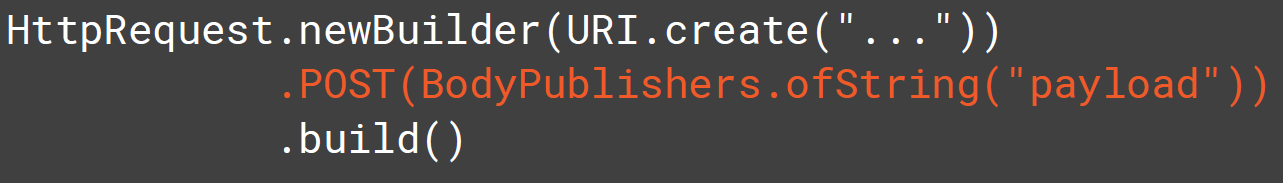 HttpRequest.newBuilder(URI.create("..."))
.POST(BodyPublishers.ofString("payload"))
.build()